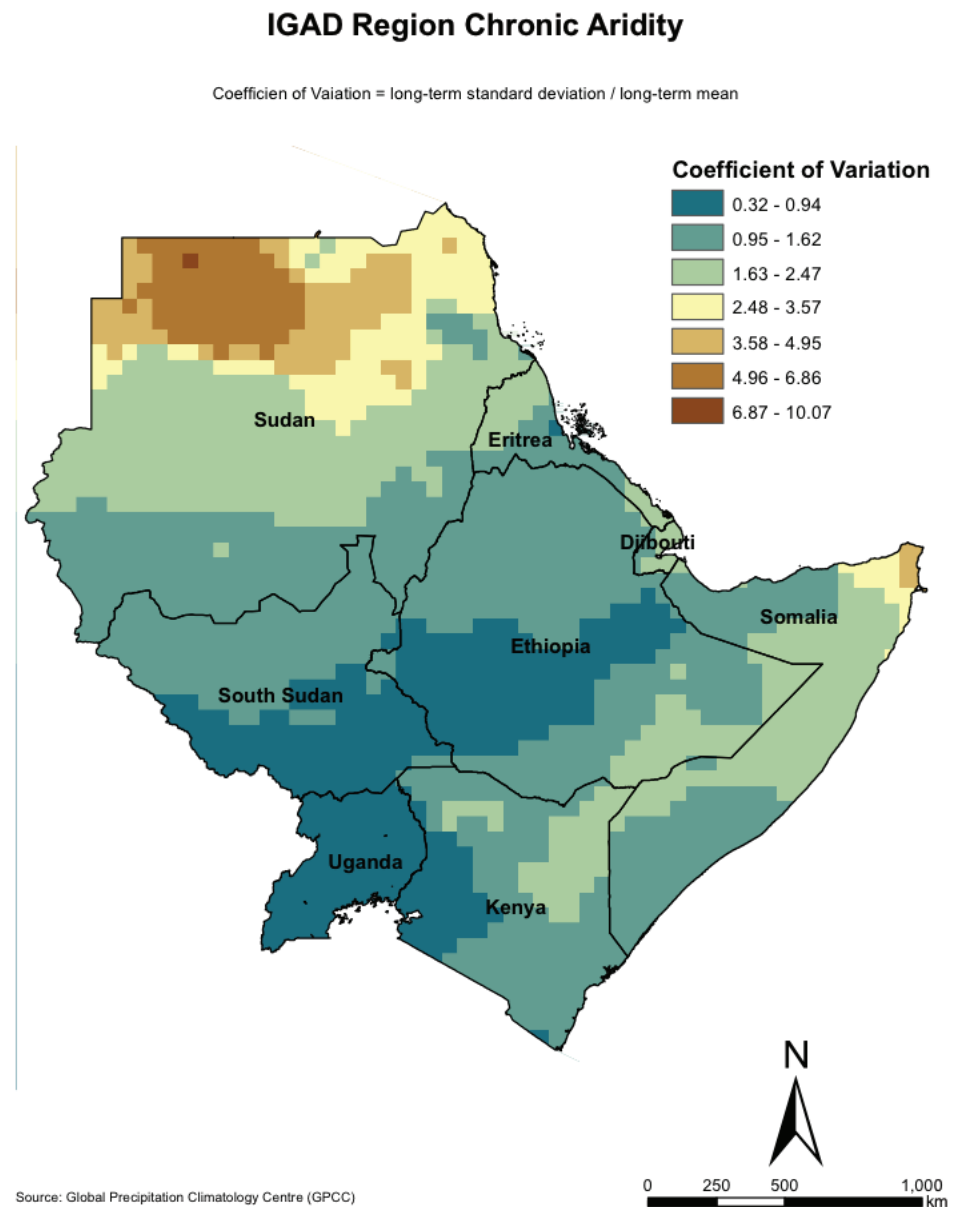 IGAD Region Chronic Aridity
Coefficien of Vaiation = long-term standard deviation / long-term mean
Coefficient of Variation
0.32 - 0.94
0.95 - 1.62
1.63 - 2.47
2.48 - 3.57
3.58 - 4.95
4.96 - 6.86
6.87 - 10.07
Sudan
Eritrea
Djibouti
Somalia
Ethiopia
South Sudan
Uganda
Kenya
N
0 250 500 1,000
km
Source: Global Precipitation Climatology Centre (GPCC)